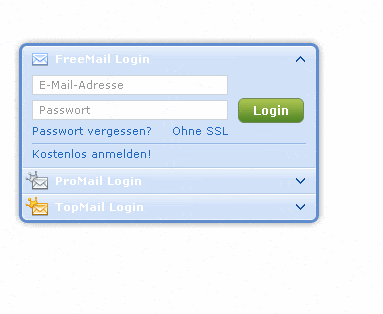 FreeMail Login
E-Mail-Adresse
Passwort
Login
Passwort vergessen? Ohne SSL
Kostenlos anmelden!
ProMail Login
TopMail Login